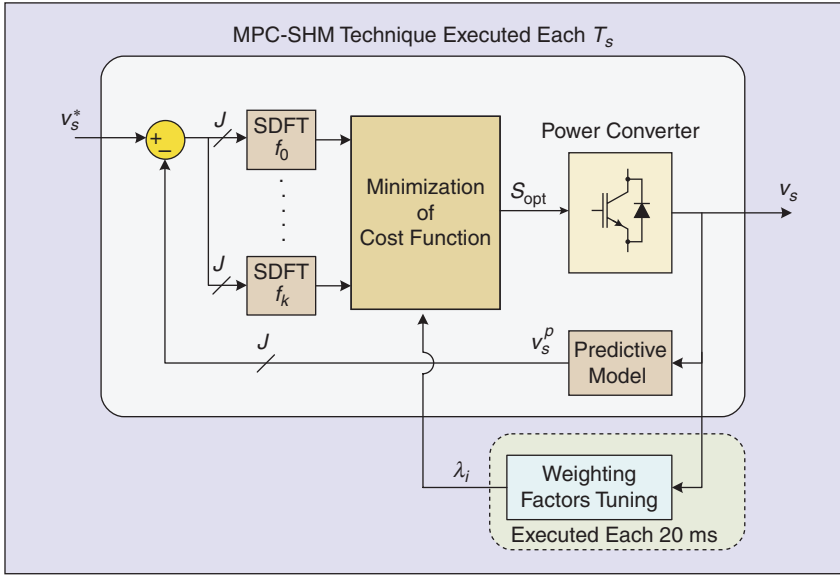 MPC-SHM Technique Executed Each Tₛ
vₛ*
+
−
J
SDFT
f₀
J
SDFT
fₖ
Minimization
of
Cost Function
Sₒₚₜ
Power Converter
vₛ
J
vₛᵖ
Predictive
Model
λᵢ
Weighting
Factors Tuning
Executed Each 20 ms